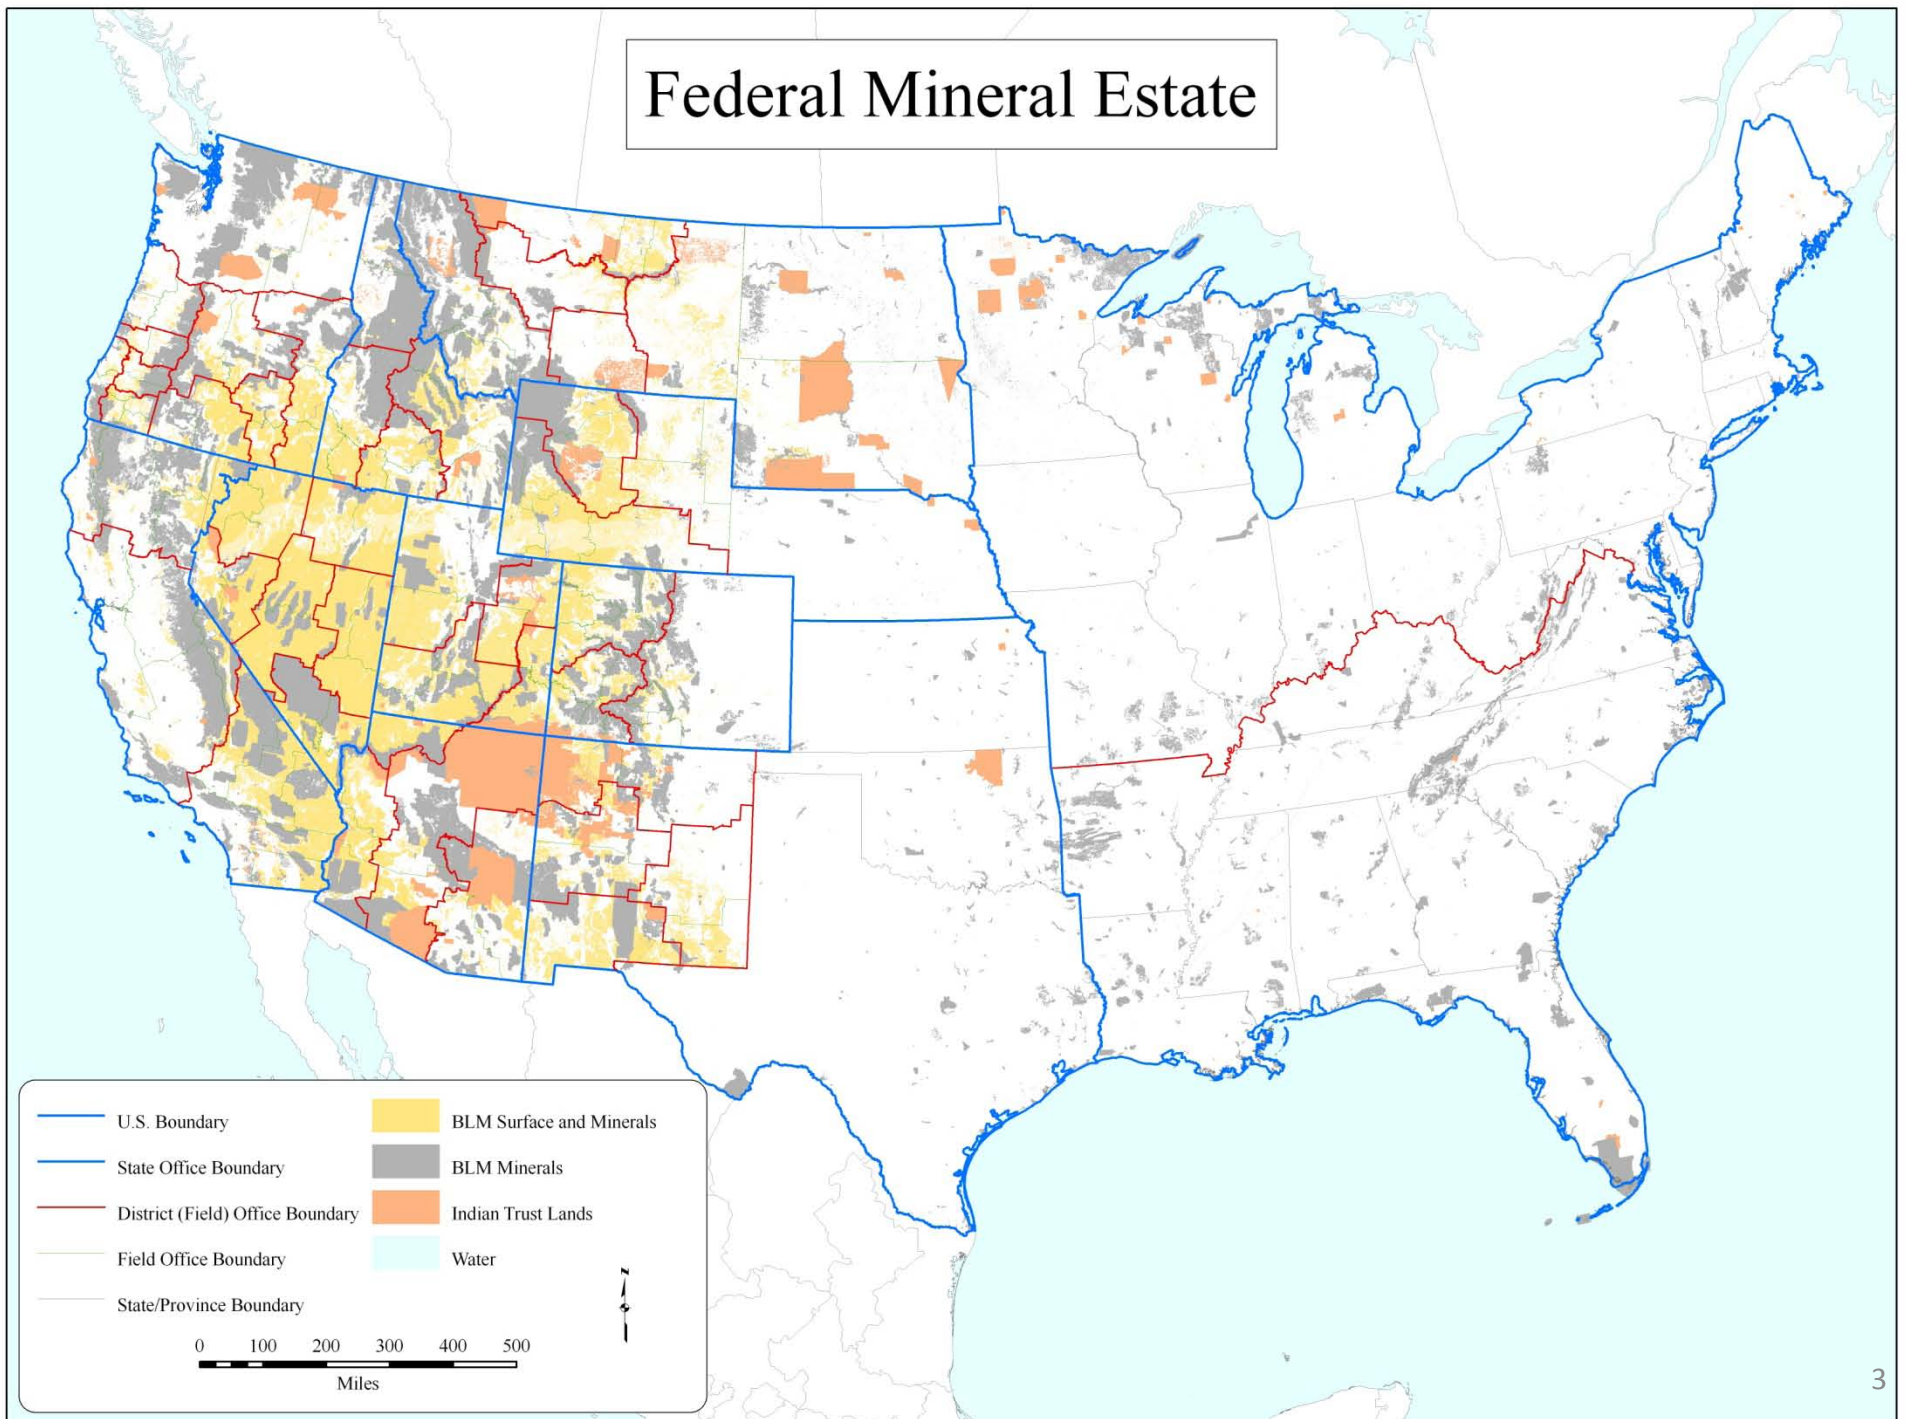 Federal Mineral Estate
U.S. Boundary
State Office Boundary
District (Field) Office Boundary
Field Office Boundary
State/Province Boundary
BLM Surface and Minerals
BLM Minerals
Indian Trust Lands
Water
N
0 100 200 300 400 500
Miles
3